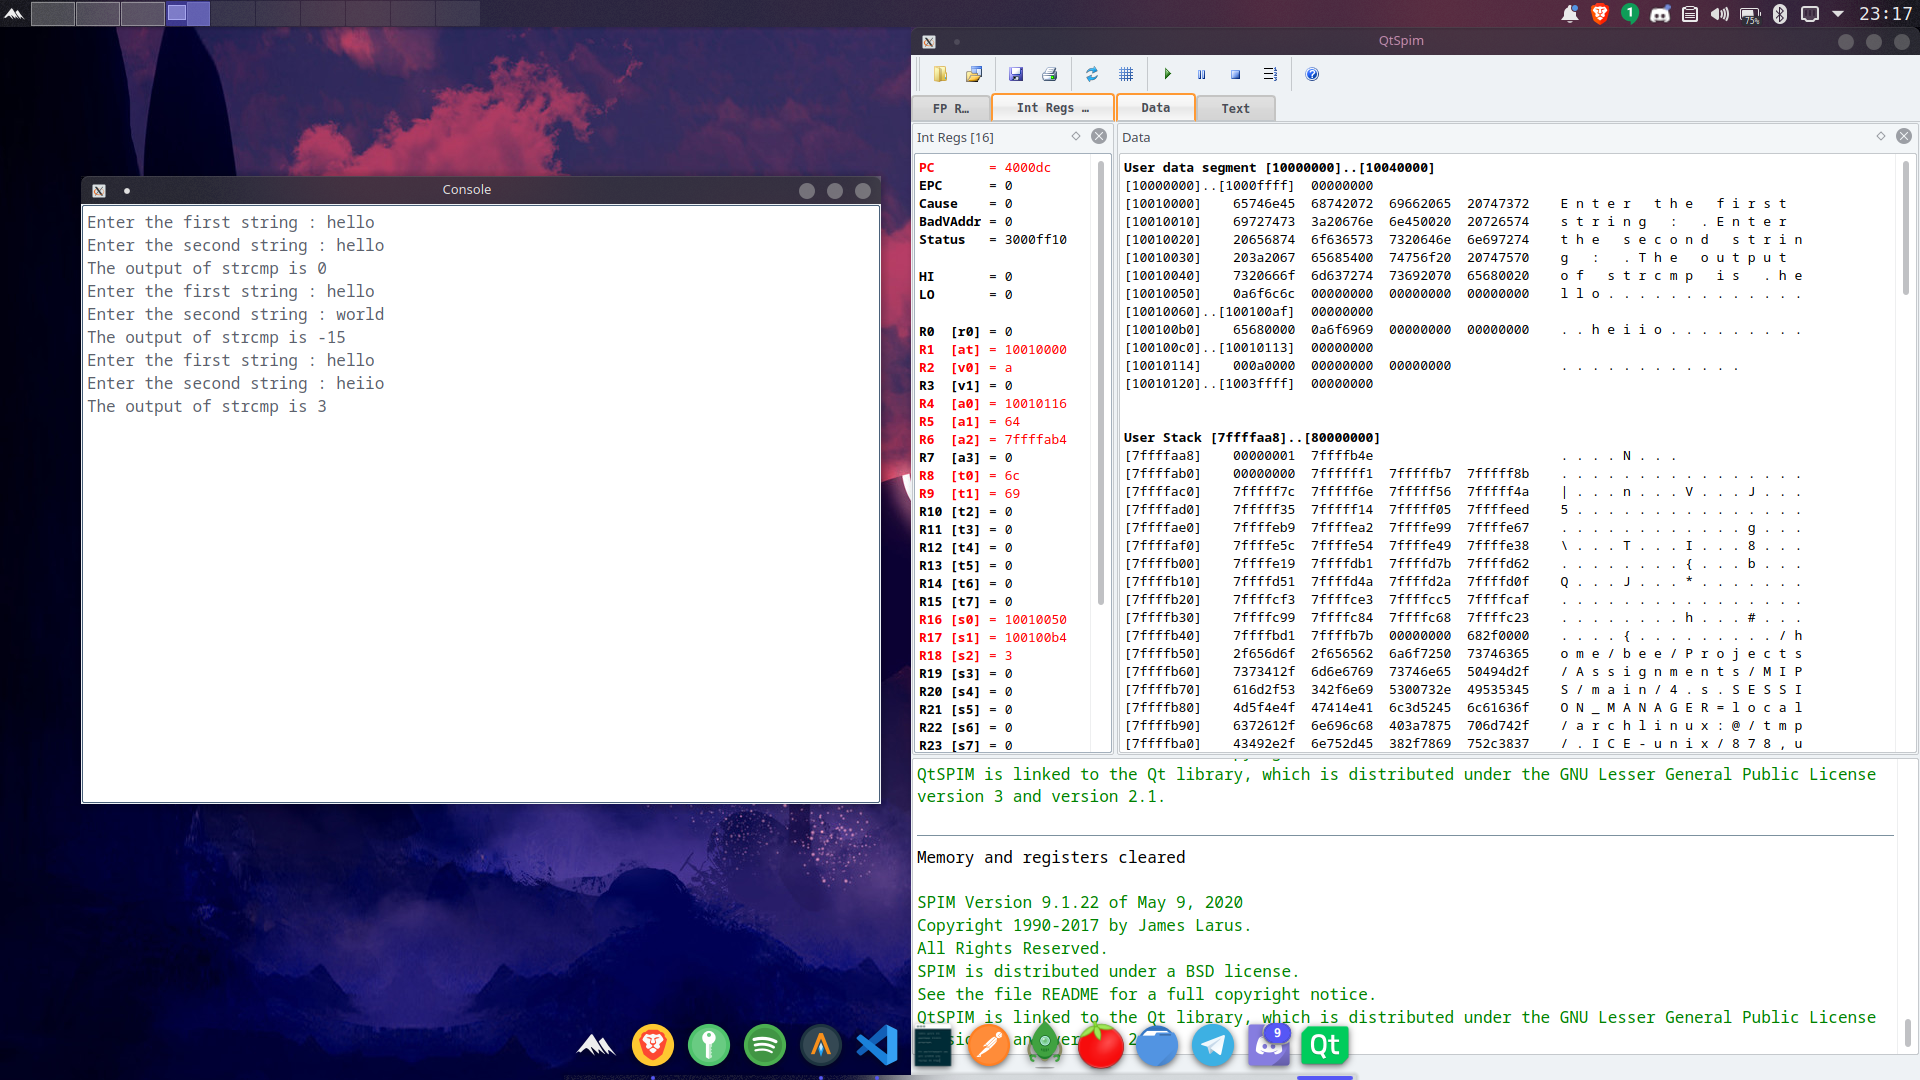 23:17
75%
1
Console
Enter the first string : hello
Enter the second string : hello
The output of strcmp is 0
Enter the first string : hello
Enter the second string : world
The output of strcmp is -15
Enter the first string : hello
Enter the second string : heiio
The output of strcmp is 3
QtSpim
FP R…
Int Regs …
Data
Text
Int Regs [16]
PC = 4000dc
EPC = 0
Cause = 0
BadVAddr = 0
Status = 3000ff10
HI = 0
LO = 0
R0 [r0] = 0
R1 [at] = 10010000
R2 [v0] = a
R3 [v1] = 0
R4 [a0] = 10010116
R5 [a1] = 64
R6 [a2] = 7ffffab4
R7 [a3] = 0
R8 [t0] = 6c
R9 [t1] = 69
R10 [t2] = 0
R11 [t3] = 0
R12 [t4] = 0
R13 [t5] = 0
R14 [t6] = 0
R15 [t7] = 0
R16 [s0] = 10010050
R17 [s1] = 100100b4
R18 [s2] = 3
R19 [s3] = 0
R20 [s4] = 0
R21 [s5] = 0
R22 [s6] = 0
R23 [s7] = 0
Data
User data segment [10000000]..[10040000]
[10000000]..[1000ffff] 00000000
[10010000] 65746e45 68742072 69662065 20747372 E n t e r t h e f i r s t
[10010010] 69727473 3a20676e 6e450020 20726574 s t r i n g : . E n t e r
[10010020] 20656874 6f636573 7320646e 6e697274 t h e s e c o n d s t r i n
[10010030] 203a2067 65685400 74756f20 20747570 g : . T h e o u t p u t
[10010040] 7320666f 6d637274 73692070 65680020 o f s t r c m p i s . h e
[10010050] 0a6f6c6c 00000000 00000000 00000000 l l o . . . . . . . . . . . . .
[10010060]..[100100af] 00000000
[100100b0] 65680000 0a6f6969 00000000 00000000 . . h e i i o . . . . . . . . .
[100100c0]..[10010113] 00000000
[10010114] 000a0000 00000000 00000000 . . . . . . . . . . . .
[10010120]..[1003ffff] 00000000
User Stack [7ffffaa8]..[80000000]
[7ffffaa8] 00000001 7ffffb4e . . . . N . . .
[7ffffab0] 00000000 7ffffff1 7fffffb7 7fffff8b . . . . . . . . . . . . . . . .
[7ffffac0] 7fffff7c 7fffff6e 7fffff56 7fffff4a | . . . n . . . V . . . J . . .
[7ffffad0] 7fffff35 7fffff14 7fffff05 7ffffeed 5 . . . . . . . . . . . . . . .
[7ffffae0] 7ffffeb9 7ffffea2 7ffffe99 7ffffe67 . . . . . . . . . . . . g . . .
[7ffffaf0] 7ffffe5c 7ffffe54 7ffffe49 7ffffe38 \ . . . T . . . I . . . 8 . . .
[7ffffb00] 7ffffe19 7ffffdb1 7ffffd7b 7ffffd62 . . . . . . . . { . . . b . . .
[7ffffb10] 7ffffd51 7ffffd4a 7ffffd2a 7ffffd0f Q . . . J . . . * . . . . . . .
[7ffffb20] 7ffffcf3 7ffffce3 7ffffcc5 7ffffcaf . . . . . . . . . . . . . . . .
[7ffffb30] 7ffffc99 7ffffc84 7ffffc68 7ffffc23 . . . . . . . . h . . . # . . .
[7ffffb40] 7ffffbd1 7ffffb7b 00000000 682f0000 . . . . { . . . . . . . . . / h
[7ffffb50] 2f656d6f 2f656562 6a6f7250 73746365 o m e / b e e / P r o j e c t s
[7ffffb60] 7373412f 6d6e6769 73746e65 50494d2f / A s s i g n m e n t s / M I P
[7ffffb70] 616d2f53 342f6e69 5300732e 49535345 S / m a i n / 4 . s . S E S S I
[7ffffb80] 4d5f4e4f 47414e41 6c3d5245 6c61636f O N _ M A N A G E R = l o c a l
[7ffffb90] 6372612f 6e696c68 403a7875 706d742f / a r c h l i n u x : @ / t m p
[7ffffba0] 43492e2f 6e752d45 382f7869 752c3837 / . I C E - u n i x / 8 7 8 , u
QtSPIM is linked to the Qt library, which is distributed under the GNU Lesser General Public License
version 3 and version 2.1.
Memory and registers cleared
SPIM Version 9.1.22 of May 9, 2020
Copyright 1990-2017 by James Larus.
All Rights Reserved.
SPIM is distributed under a BSD license.
See the file README for a full copyright notice.
QtSPIM is linked to the Qt library, which is distributed under the GNU Lesser General Public License
9
Qt